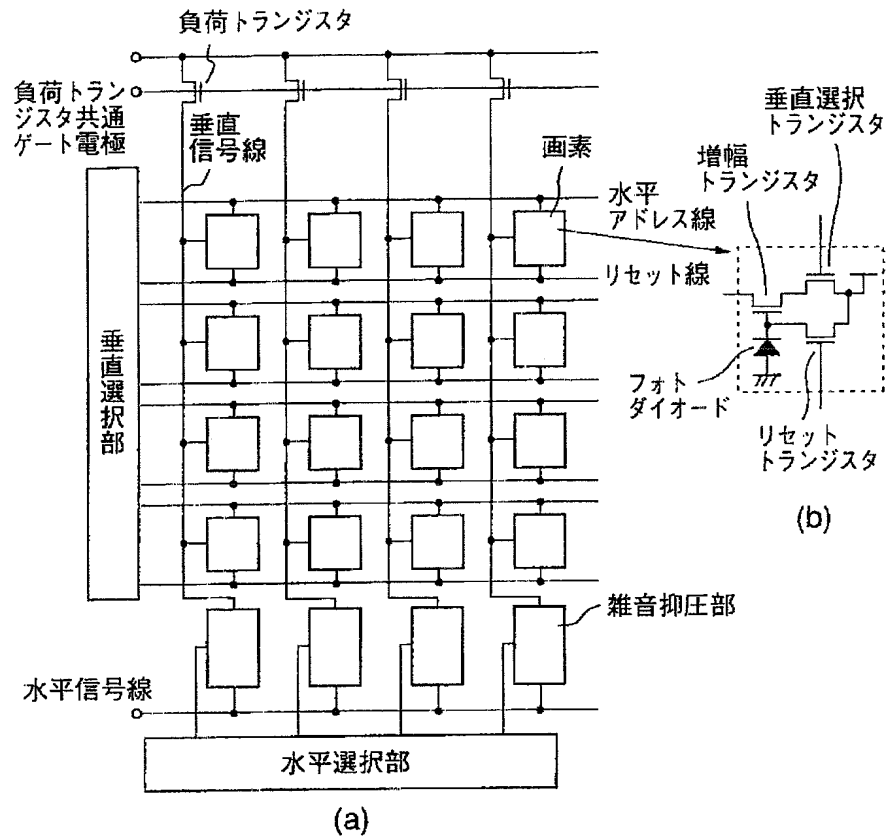 負荷トランジスタ
負荷トラン
ジスタ共通
ゲート電極
垂直
信号線
画素
水平
アドレス線
リセット線
垂直選択部
雑音抑圧部
水平信号線
水平選択部
(a)
垂直選択
トランジスタ
増幅
トランジスタ
フォト
ダイオード
リセット
トランジスタ
(b)